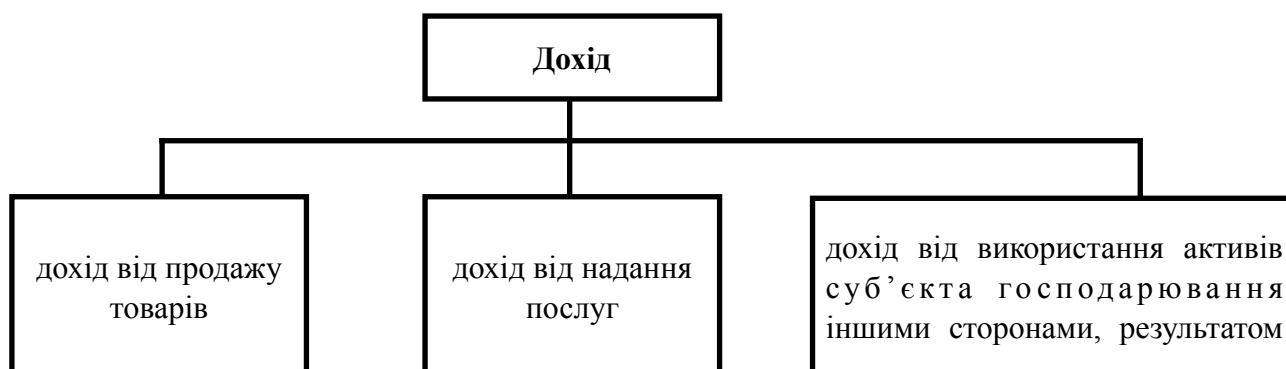 Дохід
дохід від продажу
товарів
дохід від надання
послуг
дохід від використання активів
суб’єкта господарювання
іншими сторонами, результатом